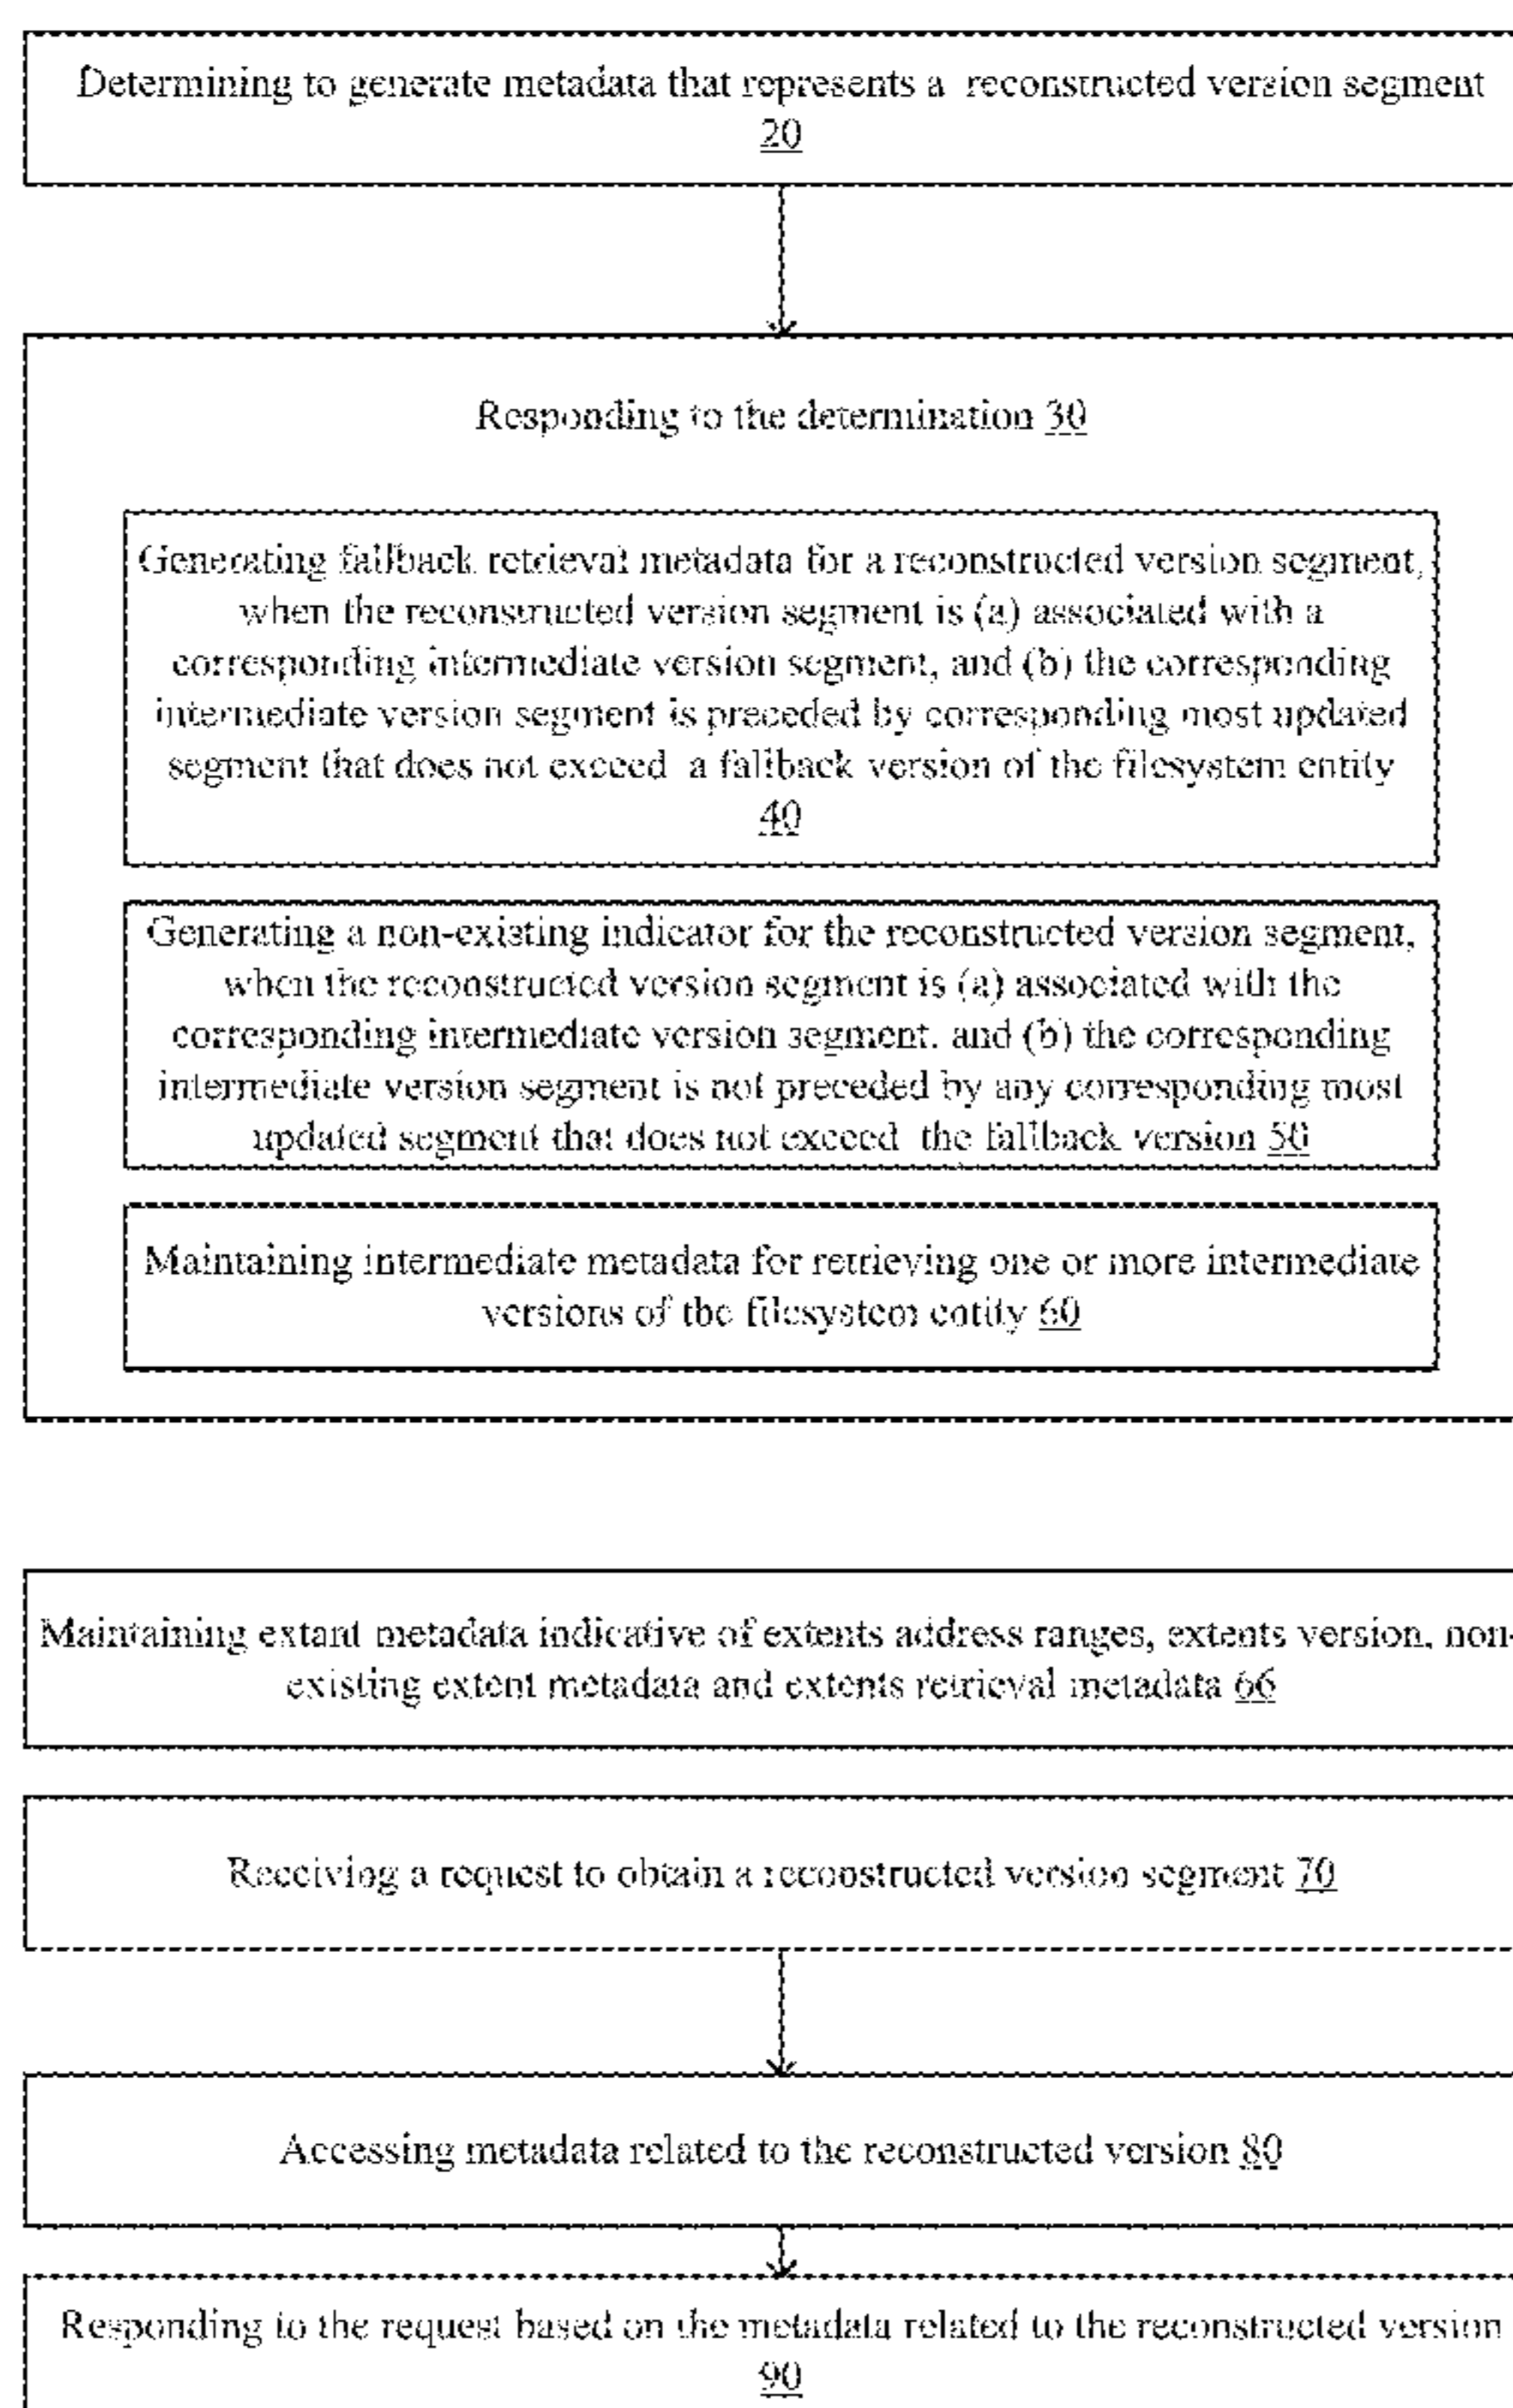 Determining to generate metadata that represents a reconstructed version segment
20
Responding to the determination 30
Generating fallback retrieval metadata for a reconstructed version segment,
when the reconstructed version segment is (a) associated with a
corresponding intermediate version segment, and (b) the corresponding
intermediate version segment is preceded by corresponding most updated
segment that does not exceed a fallback version of the filesystem entity
40
Generating a non-existing indicator for the reconstructed version segment,
when the reconstructed version segment is (a) associated with the
corresponding intermediate version segment. and (b) the corresponding
intermediate version segment is not preceded by any corresponding most
updated segment that does not exceed the fallback version 50
Maintaining intermediate metadata for retrieving one or more intermediate
versions of the filesystem entity 60
Maintaining extant metadata indicative of extents address ranges, extents version, non-
existing extent metadata and extents retrieval metadata 66
Receiving a request to obtain a reconstructed version segment 70
Accessing metadata related to the reconstructed version 80
Responding to the request based on the metadata related to the reconstructed version
90